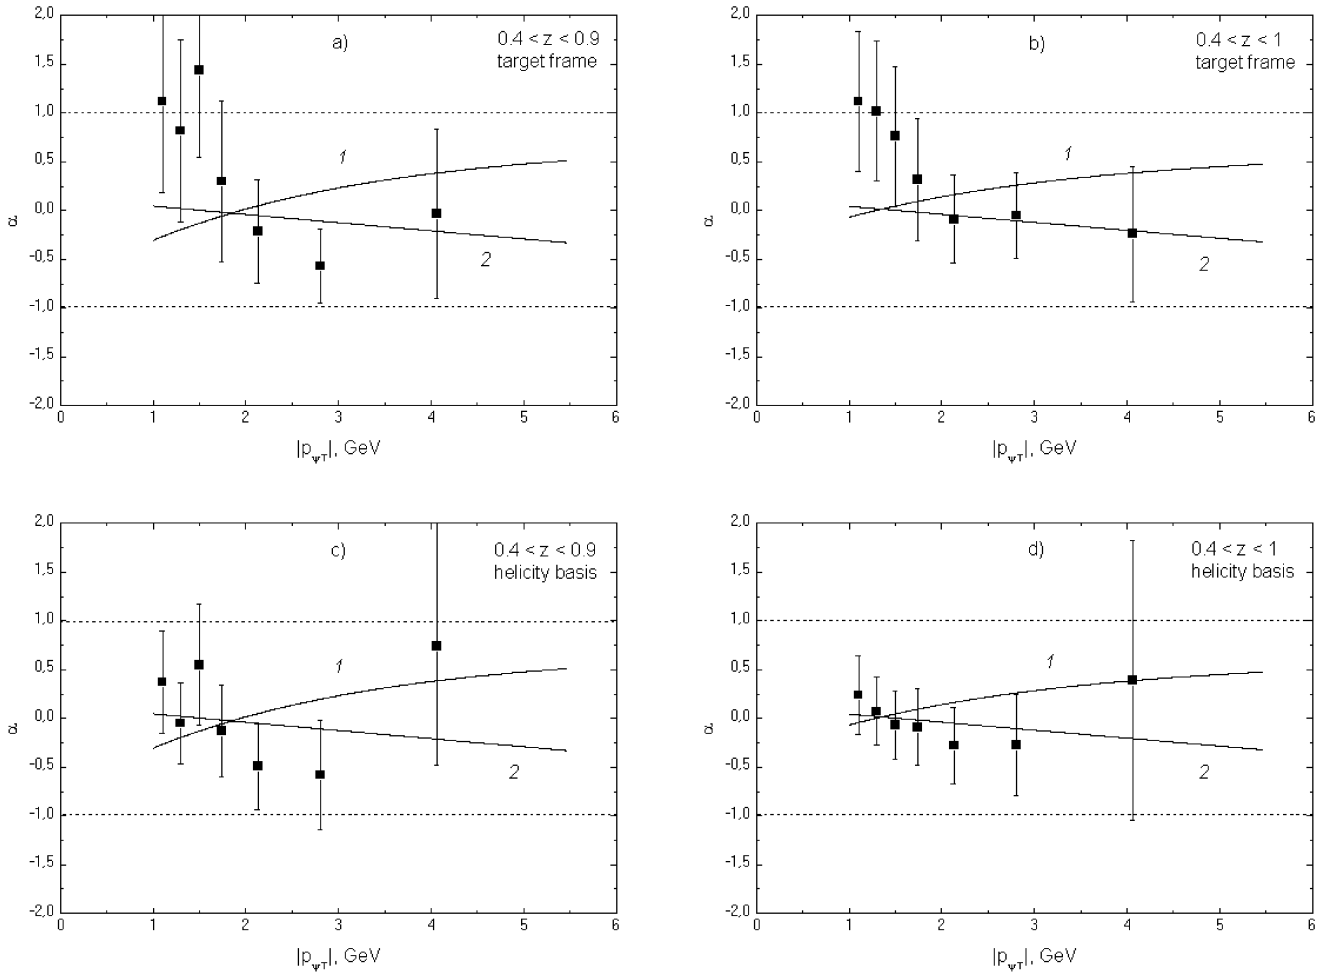 2,0
1,5
1,0
0,5
0,0
-0,5
-1,0
-1,5
-2,0
α
a)
0.4 < z < 0.9
target frame
1
2
0 1 2 3 4 5 6
|pψT|, GeV
2,0
1,5
1,0
0,5
0,0
-0,5
-1,0
-1,5
-2,0
α
b)
0.4 < z < 1
target frame
1
2
0 1 2 3 4 5 6
|pψT|, GeV
2,0
1,5
1,0
0,5
0,0
-0,5
-1,0
-1,5
-2,0
α
c)
0.4 < z < 0.9
helicity basis
1
2
0 1 2 3 4 5 6
|pψT|, GeV
2,0
1,5
1,0
0,5
0,0
-0,5
-1,0
-1,5
-2,0
α
d)
0.4 < z < 1
helicity basis
1
2
0 1 2 3 4 5 6
|pψT|, GeV